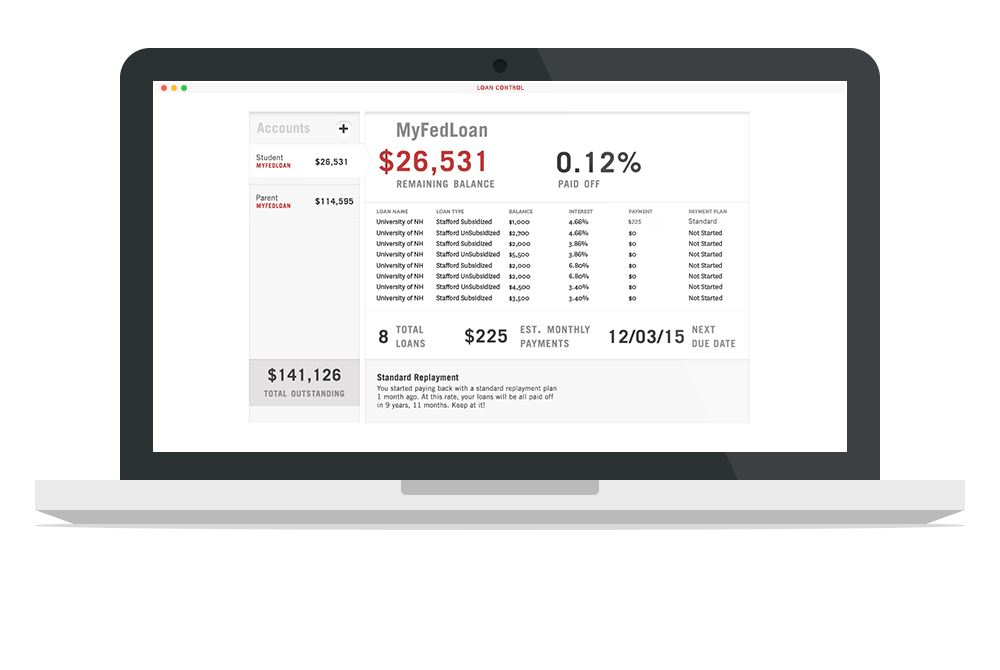 LOAN CONTROL
Accounts +
Student
MYFEDLOAN
$26,531
Parent
MYFEDLOAN
$114,595
$141,126
TOTAL OUTSTANDING
MyFedLoan
$26,531
REMAINING BALANCE
0.12%
PAID OFF
LOAN NAME LOAN TYPE BALANCE INTEREST PAYMENT PAYMENT PLAN
University of NH Stafford Subsidized $1,000 4.66% $225 Standard
University of NH Stafford UnSubsidized $2,700 4.66% $0 Not Started
University of NH Stafford Subsidized $2,000 3.86% $0 Not Started
University of NH Stafford UnSubsidized $5,500 3.86% $0 Not Started
University of NH Stafford Subsidized $2,000 6.80% $0 Not Started
University of NH Stafford UnSubsidized $2,000 6.80% $0 Not Started
University of NH Stafford UnSubsidized $4,500 3.40% $0 Not Started
University of NH Stafford Subsidized $3,500 3.40% $0 Not Started
8 TOTAL LOANS
$225 EST. MONTHLY PAYMENTS
12/03/15 NEXT DUE DATE
Standard Replayment
You started paying back with a standard repayment plan
1 month ago. At this rate, your loans will be all paid off
in 9 years, 11 months. Keep at it!